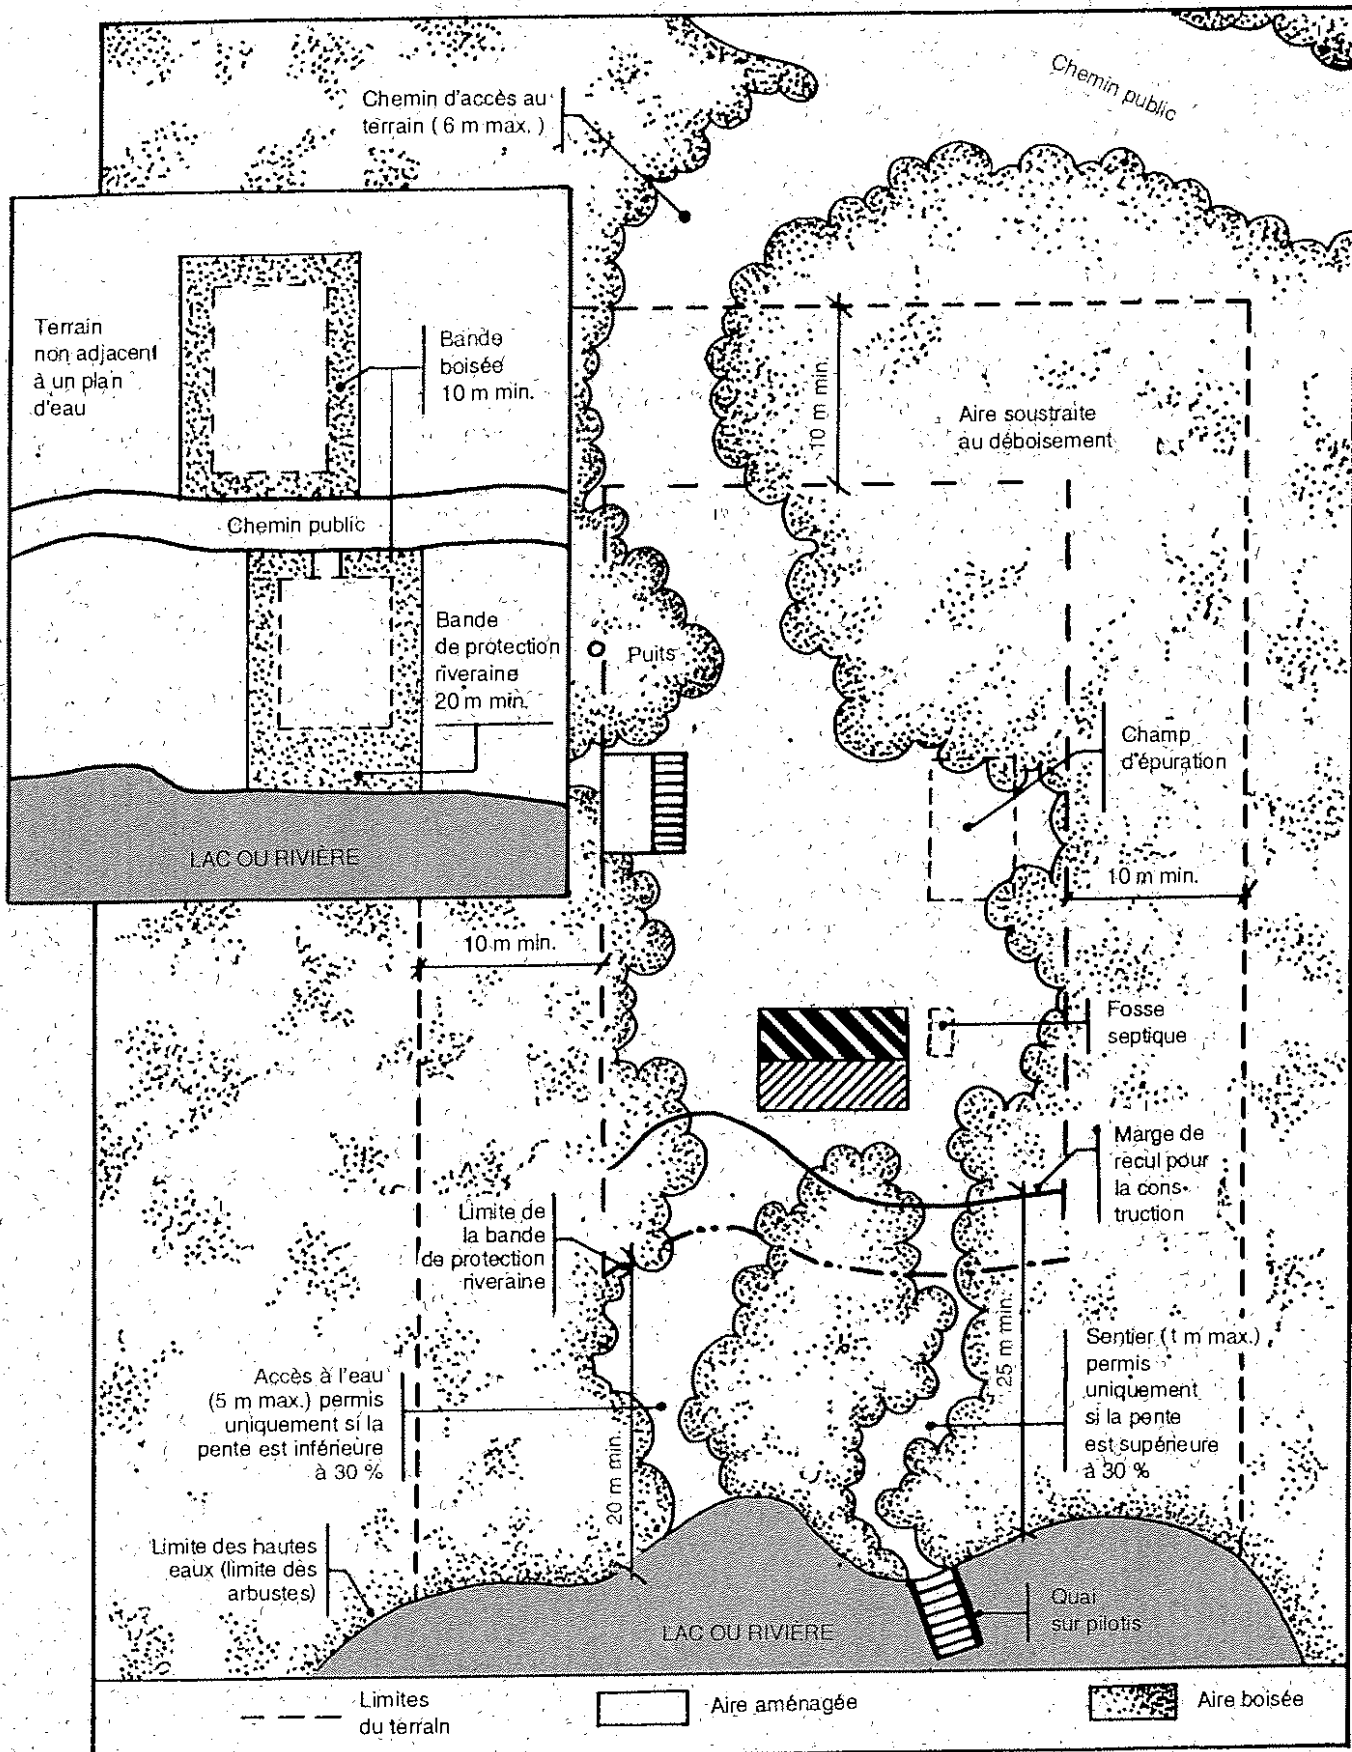 Chemin public
Chemin d'accès au
terrain ( 6 m max. )
Terrain
non adjacent
à un plan
d'eau
Bande
boisée
10 m min.
10 m min.
Aire soustraite
au déboisement
Chemin public
Bande
de protection
riveraine
20 m min.
Puits
Champ
d'épuration
LAC OU RIVIÈRE
10 m min.
10 m min.
Fosse
septique
Marge de
recul pour
la cons-
truction
Limite de
la bande
de protection
riveraine
25 m min.
Sentier (1 m max.)
permis
uniquement
si la pente
est supérieure
à 30 %
Accès à l'eau
(5 m max.) permis
uniquement si la
pente est inférieure
à 30 %
20 m min.
Limite des hautes
eaux (limite des
arbustes)
Quai
sur pilotis
LAC OU RIVIÈRE
Limites
du terrain
Aire aménagée
Aire boisée